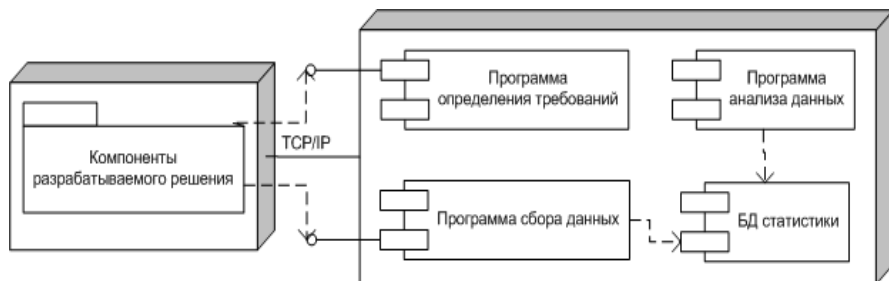 Компоненты
разрабатываемого решения
TCP/IP
Программа
определения требований
Программа
анализа данных
Программа сбора данных
БД статистики